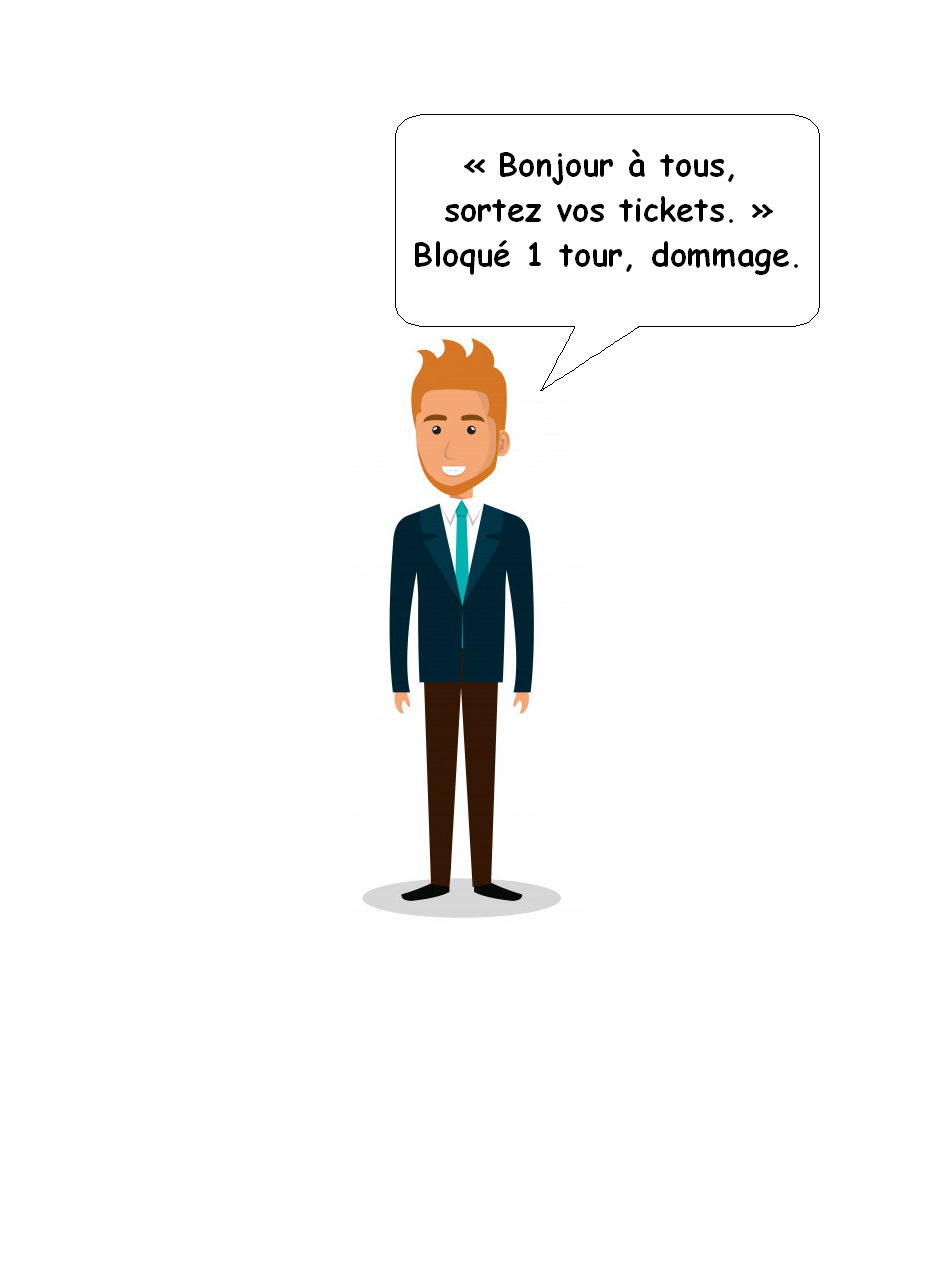 « Bonjour à tous,
sortez vos tickets. »
Bloqué 1 tour, dommage.